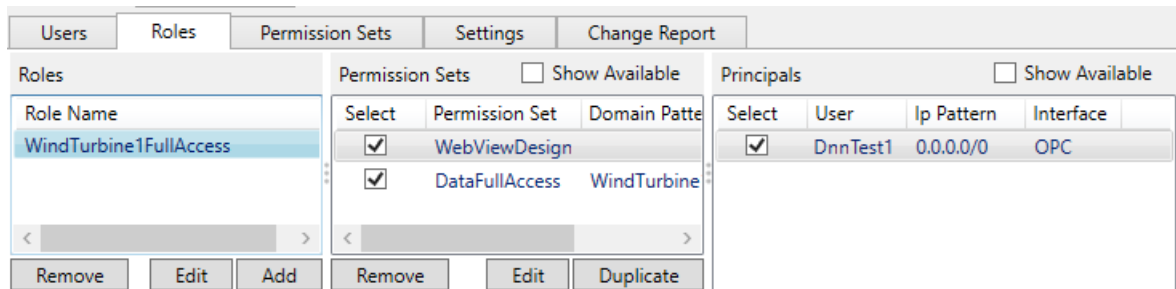 Users Roles Permission Sets Settings Change Report
Roles Permission Sets Show Available Principals Show Available
Role Name Select Permission Set Domain Patte Select User Ip Pattern Interface
WindTurbine1FullAccess WebViewDesign DnnTest1 0.0.0.0/0 OPC
DataFullAccess WindTurbine
Remove Edit Add Remove Edit Duplicate